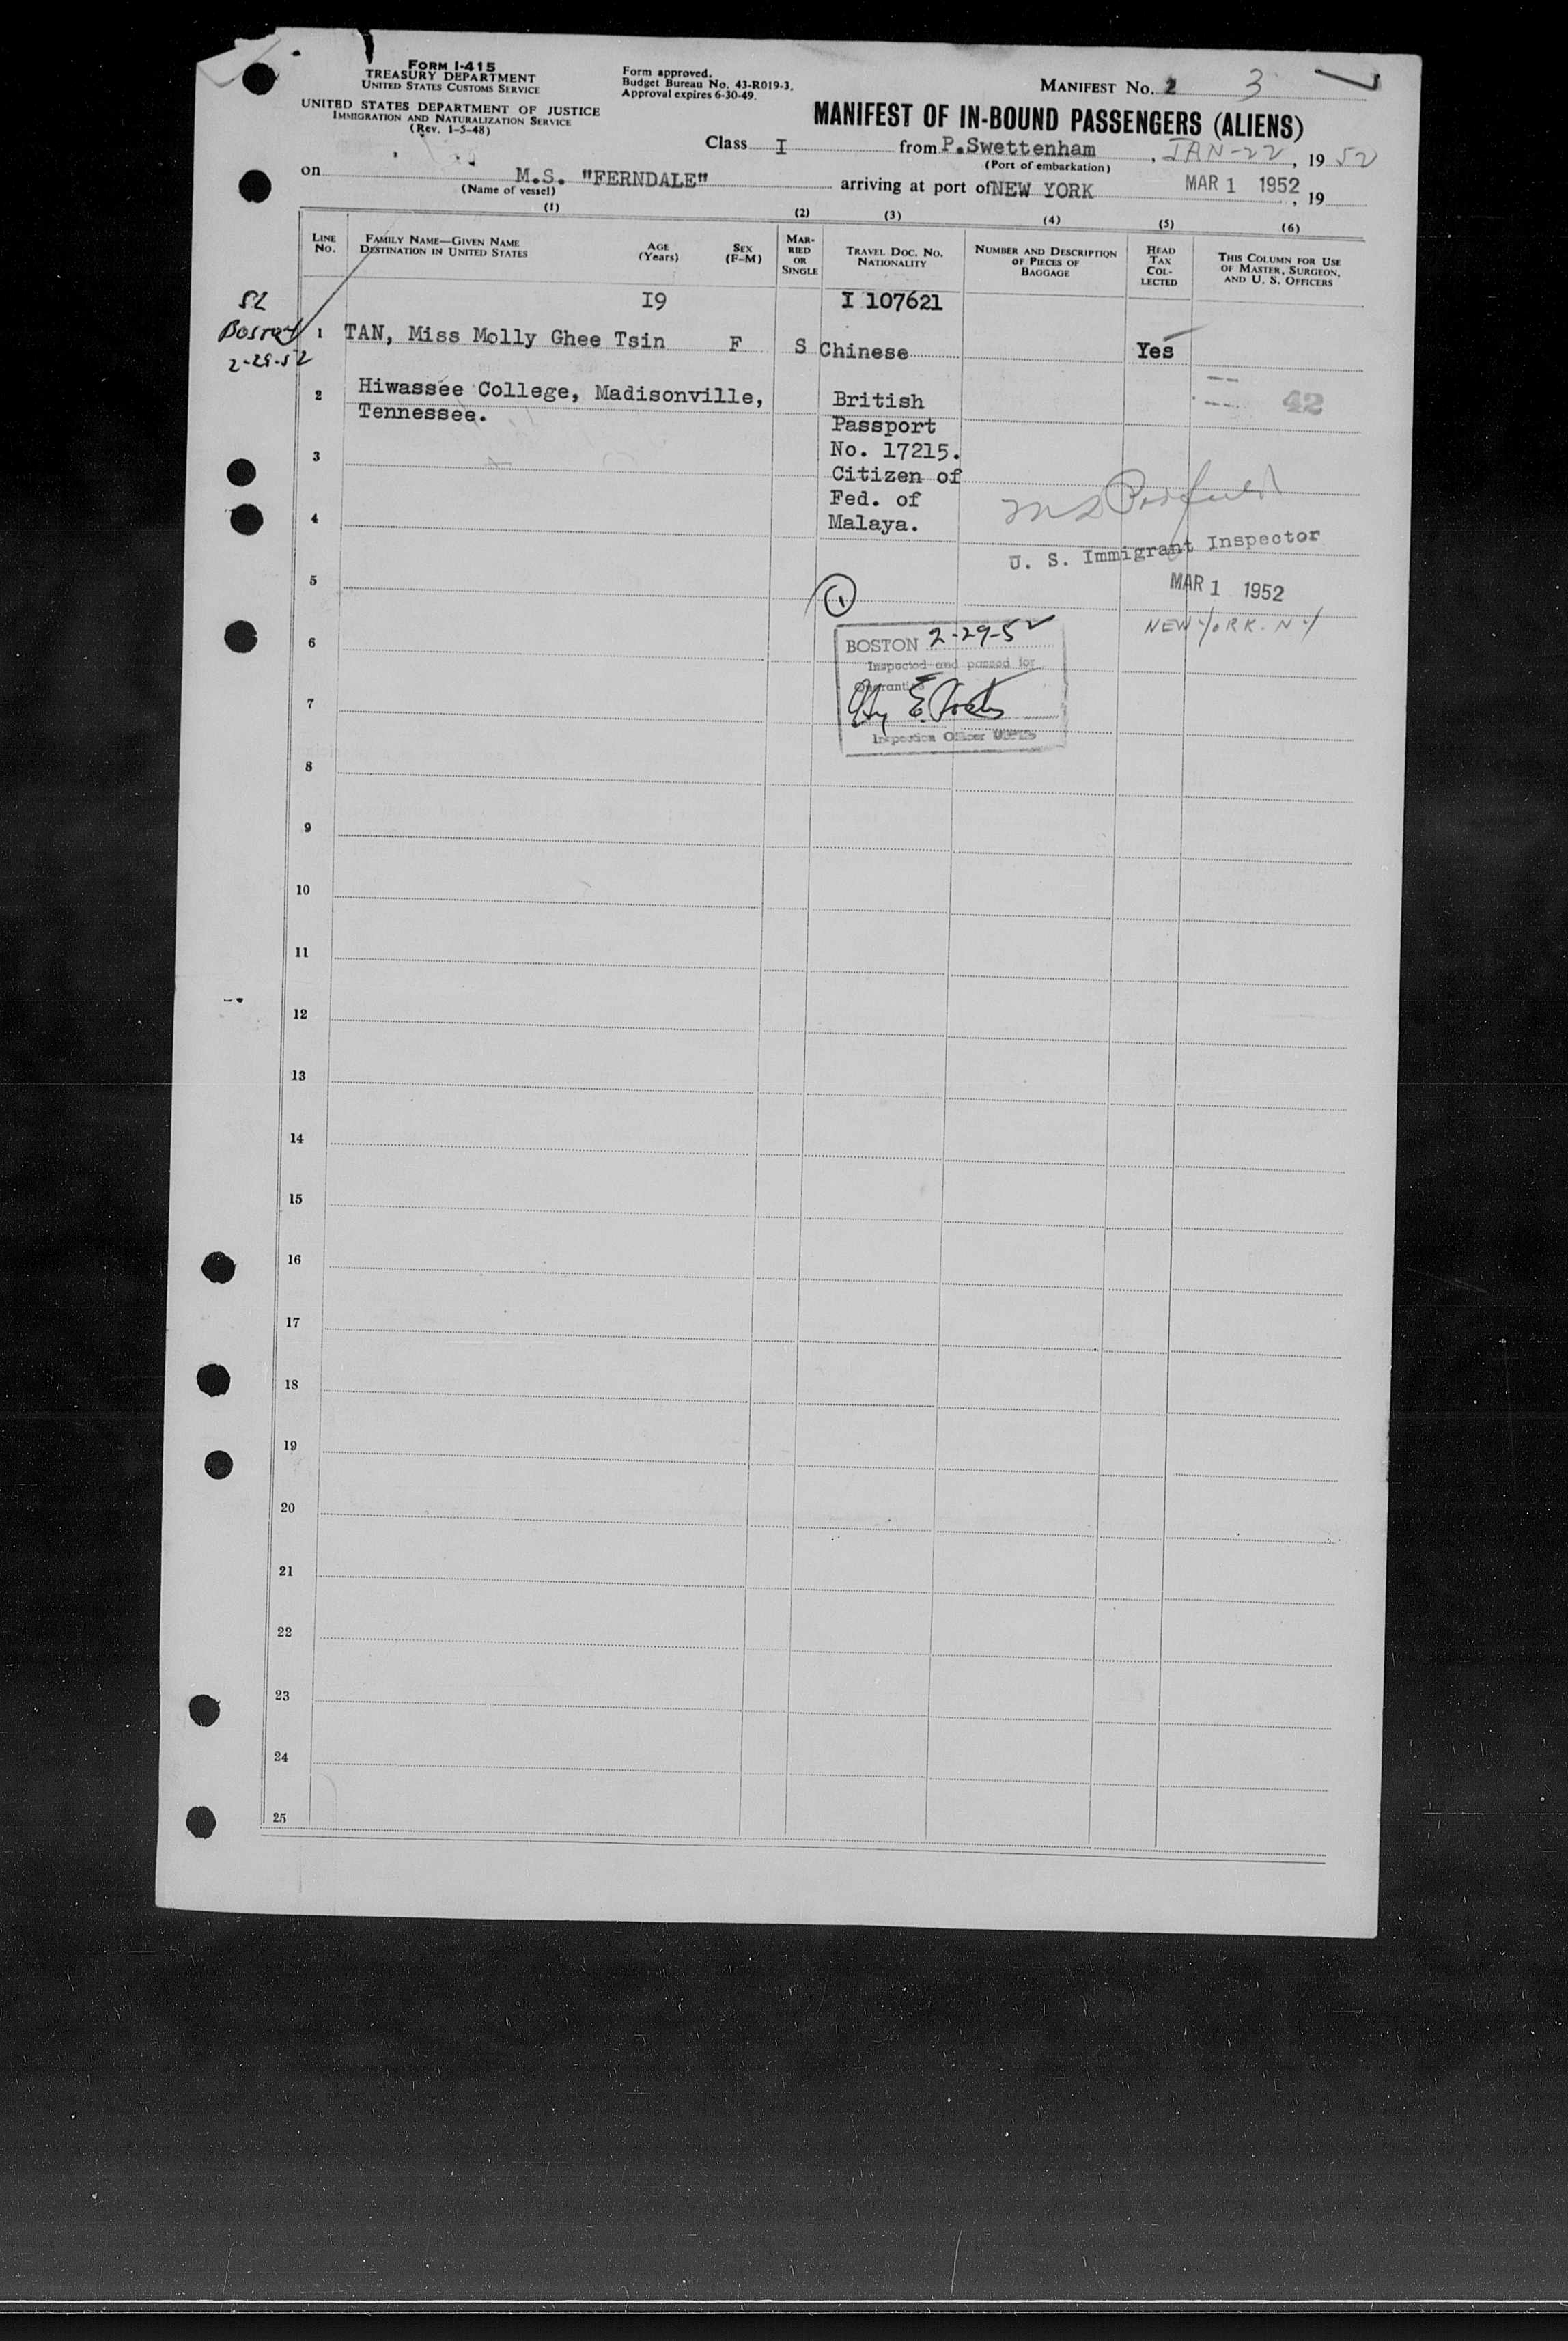 FORM I-415
TREASURY DEPARTMENT
UNITED STATES CUSTOMS SERVICE
UNITED STATES DEPARTMENT OF JUSTICE
IMMIGRATION AND NATURALIZATION SERVICE
(Rev. 1-5-48)
Form approved.
Budget Bureau No. 43-R019-3.
Approval expires 6-30-49.
MANIFEST No. 2 3
MANIFEST OF IN-BOUND PASSENGERS (ALIENS)
Class I from P.Swettenham, JAN-22, 1952
(Port of embarkation)
on M.S. "FERNDALE" arriving at port of NEW YORK MAR 1 1952, 19
(Name of vessel)
(1) (2) (3) (4) (5) (6)
LINE No. FAMILY NAME—GIVEN NAME DESTINATION IN UNITED STATES AGE (Years) SEX (F-M) MARRIED OR SINGLE TRAVEL DOC. NO. NATIONALITY NUMBER AND DESCRIPTION OF PIECES OF BAGGAGE HEAD TAX COLLECTED THIS COLUMN FOR USE OF MASTER, SURGEON, AND U. S. OFFICERS
I9 I 107621
1 TAN, Miss Molly Ghee Tsin F S Chinese Yes
2-29-52
2 Hiwassee College, Madisonville, British 42
Tennessee. Passport
3 No. 17215.
Citizen of
Fed. of
4 Malaya.
U. S. Immigrant Inspector
5 1 MAR 1 1952
NEW YORK. N Y
6 BOSTON 2-29-52
Inspected and passed for
Quarantine
7
Inspection Officer
8
9
10
11
12
13
14
15
16
17
18
19
20
21
22
23
24
25